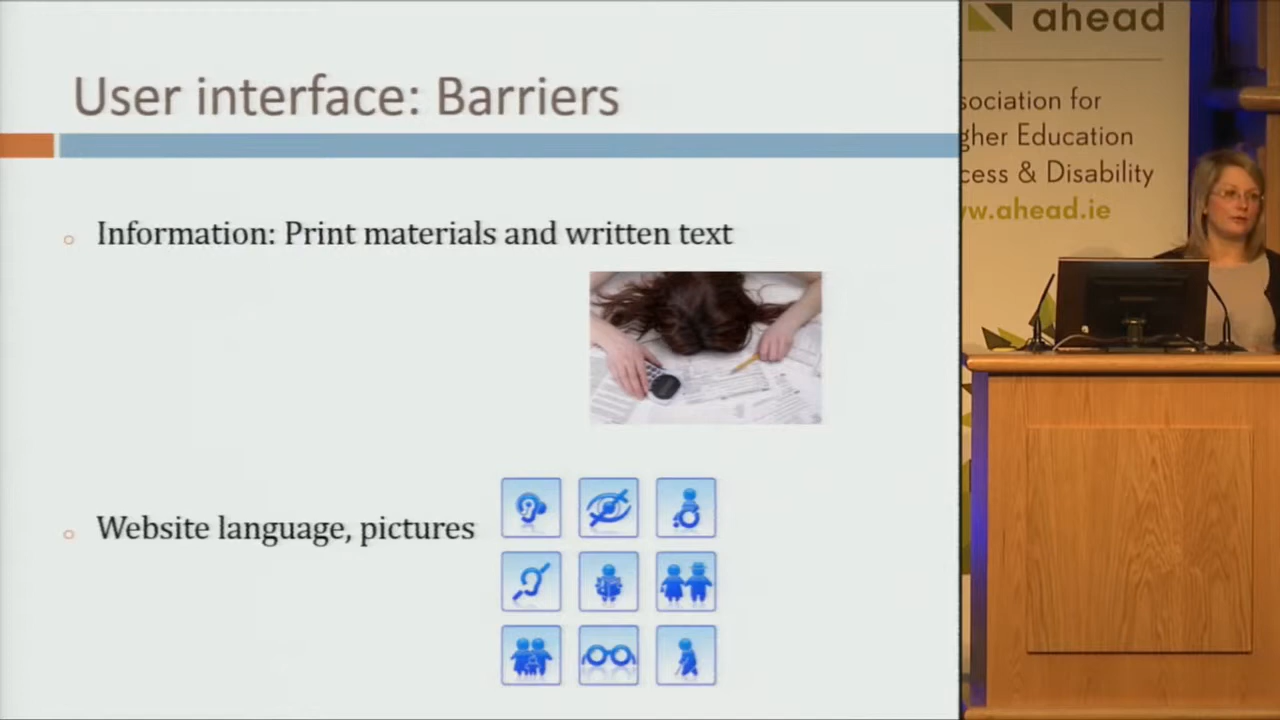 User interface: Barriers
Information: Print materials and written text
Website language, pictures
ahead
sociation for
gher Education
cess & Disability
w.ahead.ie